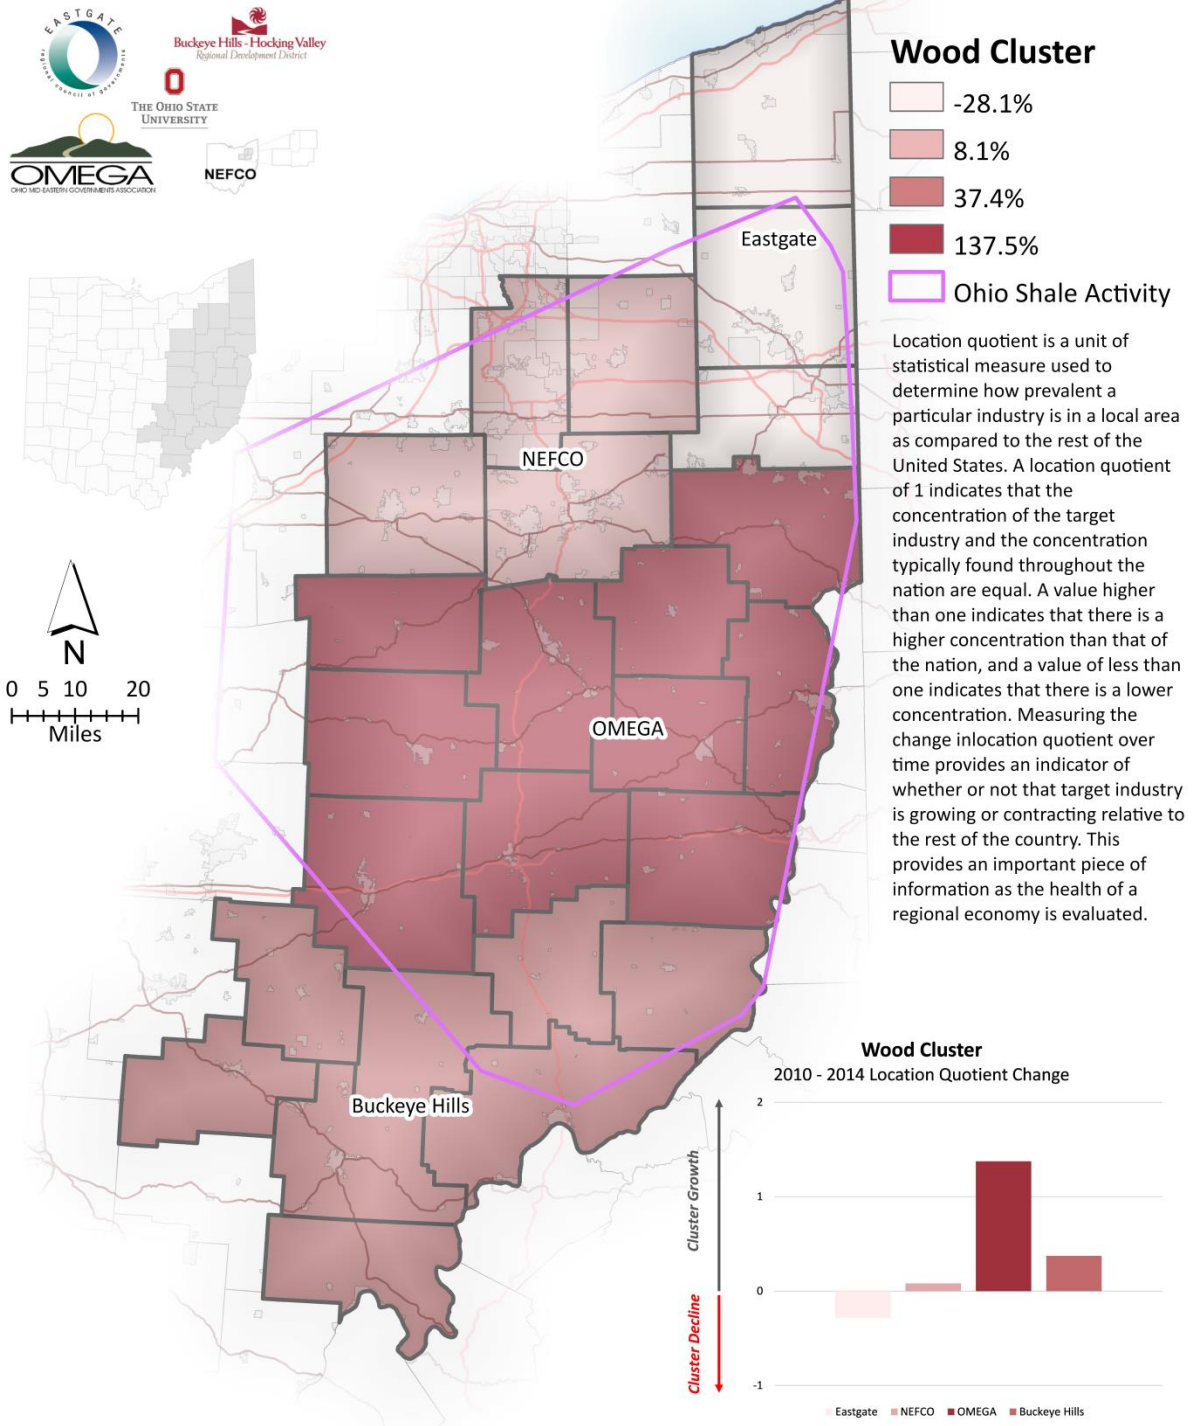 EASTGATE
regional council of governments
Buckeye Hills - Hocking Valley
Regional Development District
THE OHIO STATE
UNIVERSITY
OMEGA
OHIO MID-EASTERN GOVERNMENTS ASSOCIATION
NEFCO
Wood Cluster
-28.1%
8.1%
37.4%
137.5%
Ohio Shale Activity
Location quotient is a unit of
statistical measure used to
determine how prevalent a
particular industry is in a local area
as compared to the rest of the
United States. A location quotient
of 1 indicates that the
concentration of the target
industry and the concentration
typically found throughout the
nation are equal. A value higher
than one indicates that there is a
higher concentration than that of
the nation, and a value of less than
one indicates that there is a lower
concentration. Measuring the
change inlocation quotient over
time provides an indicator of
whether or not that target industry
is growing or contracting relative to
the rest of the country. This
provides an important piece of
information as the health of a
regional economy is evaluated.
Eastgate
NEFCO
OMEGA
Buckeye Hills
N
0 5 10 20
Miles
Wood Cluster
2010 - 2014 Location Quotient Change
2
1
0
-1
Cluster Growth
Cluster Decline
Eastgate NEFCO OMEGA Buckeye Hills